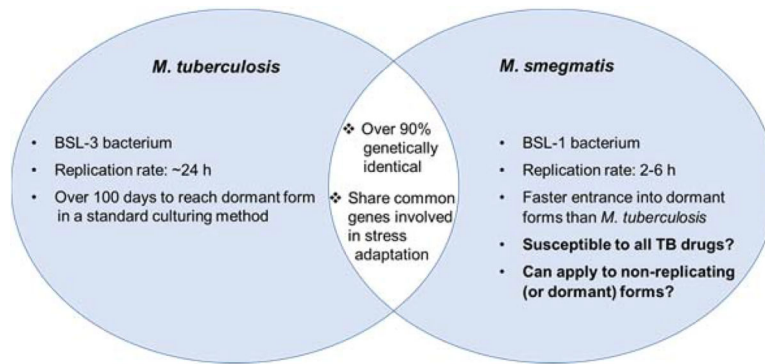 M. tuberculosis
• BSL-3 bacterium
• Replication rate: ~24 h
• Over 100 days to reach dormant form
in a standard culturing method
❖ Over 90%
genetically
identical
❖ Share common
genes involved
in stress
adaptation
M. smegmatis
• BSL-1 bacterium
• Replication rate: 2-6 h
• Faster entrance into dormant
forms than M. tuberculosis
• Susceptible to all TB drugs?
• Can apply to non-replicating
(or dormant) forms?